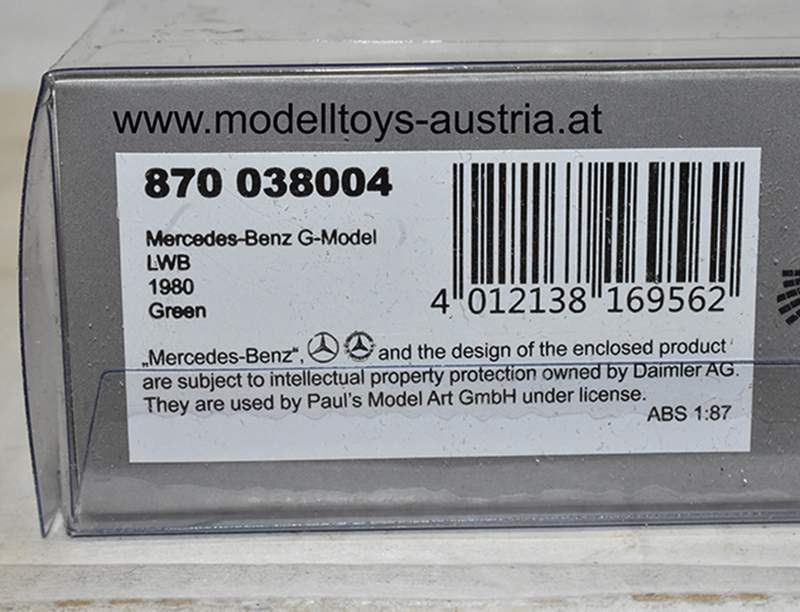 www.modelltoys-austria.at
870 038004
Mercedes-Benz G-Model
LWB
1980
Green
4 012138 169562
„Mercedes-Benz“, and the design of the enclosed product
are subject to intellectual property protection owned by Daimler AG.
They are used by Paul's Model Art GmbH under license.
ABS 1:87